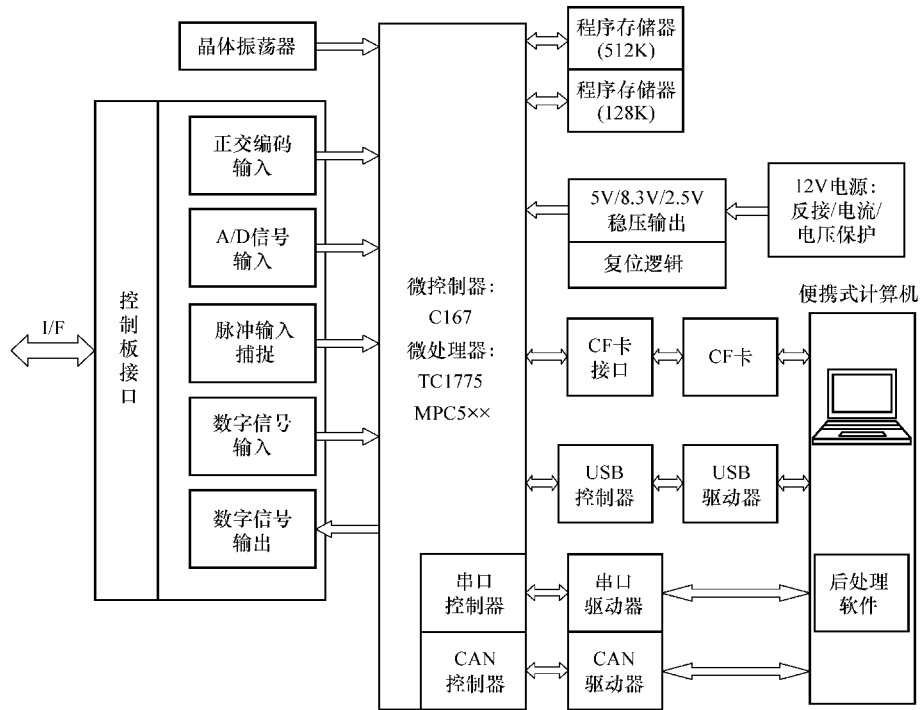 晶体振荡器
程序存储器
(512K)
程序存储器
(128K)
正交编码
输入
A/D信号
输入
脉冲输入
捕捉
数字信号
输入
数字信号
输出
I/F
控
制
板
接
口
微控制器：
C167
微处理器：
TC1775
MPC5××
5V/8.3V/2.5V
稳压输出
复位逻辑
12V电源：
反接/电流/
电压保护
便携式计算机
CF卡
接口
CF卡
USB
控制器
USB
驱动器
串口
控制器
串口
驱动器
后处理
软件
CAN
控制器
CAN
驱动器